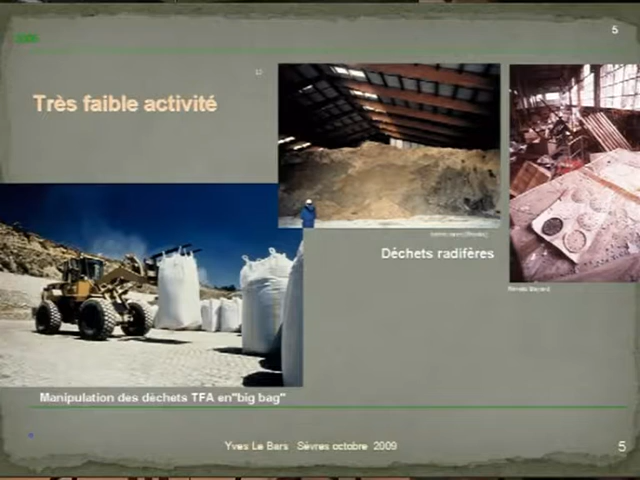 5
Très faible activité
Déchets radifères
Manipulation des déchets TFA en"big bag"
Yves Le Bars Sèvres octobre 2009
5